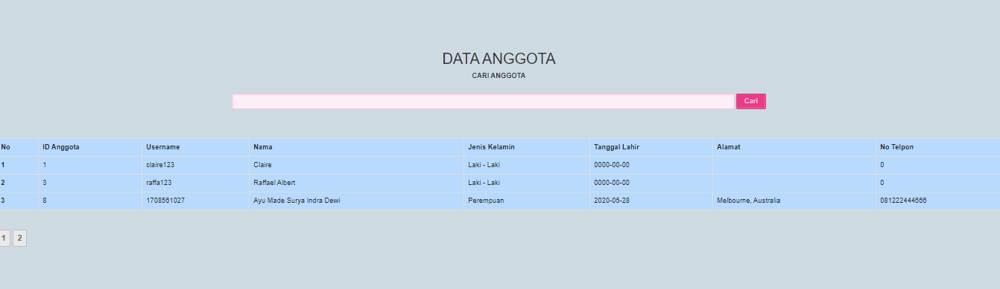 DATA ANGGOTA
CARI ANGGOTA
Cari
No ID Anggota Username Nama Jenis Kelamin Tanggal Lahir Alamat No Telpon
1 1 claire123 Claire Laki - Laki 0000-00-00 0
2 3 raffa123 Raffael Albert Laki - Laki 0000-00-00 0
3 8 1708561027 Ayu Made Surya Indra Dewi Perempuan 2020-05-28 Melbourne, Australia 081222444666
1 2